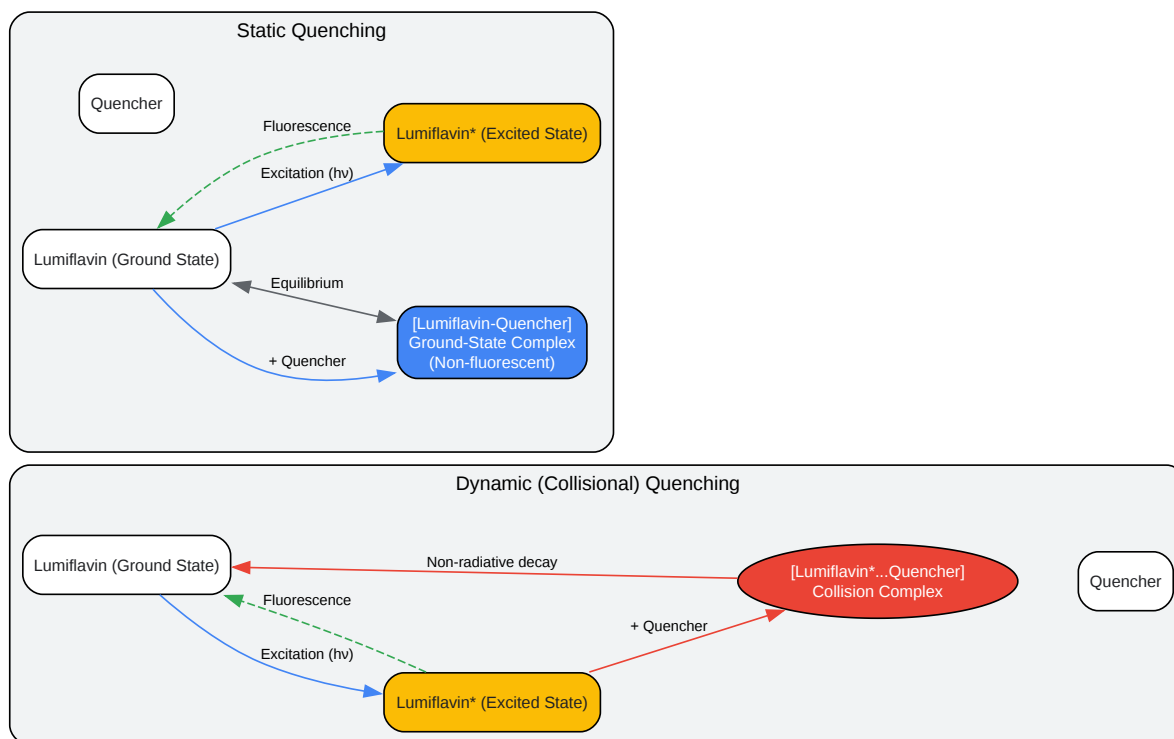 Static Quenching
Quencher
Fluorescence
Lumiflavin* (Excited State)
Excitation (hν)
Lumiflavin (Ground State)
Equilibrium
[Lumiflavin-Quencher]
Ground-State Complex
(Non-fluorescent)
+ Quencher
Dynamic (Collisional) Quenching
Lumiflavin (Ground State)
Non-radiative decay
[Lumiflavin*...Quencher]
Collision Complex
Quencher
Fluorescence
+ Quencher
Excitation (hν)
Lumiflavin* (Excited State)